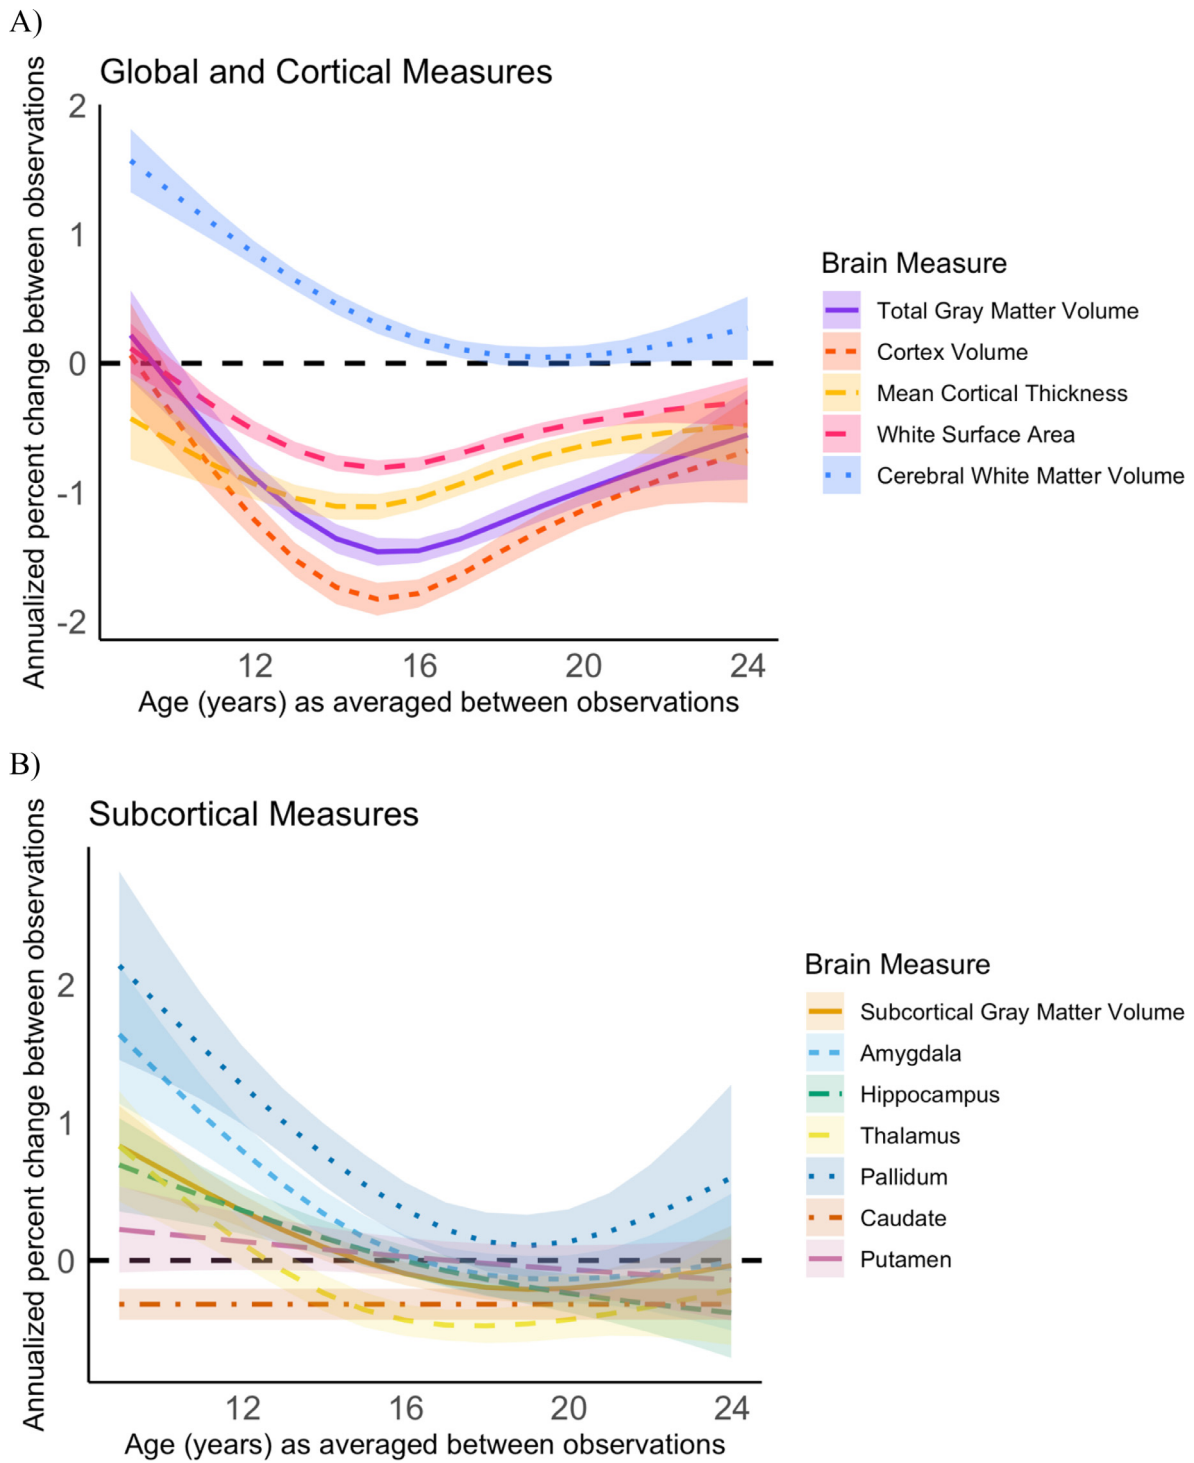 A)
Global and Cortical Measures
Annualized percent change between observations
2
1
0
-1
-2
12 16 20 24
Age (years) as averaged between observations
Brain Measure
Total Gray Matter Volume
Cortex Volume
Mean Cortical Thickness
White Surface Area
Cerebral White Matter Volume
B)
Subcortical Measures
Annualized percent change between observations
2
1
0
12 16 20 24
Age (years) as averaged between observations
Brain Measure
Subcortical Gray Matter Volume
Amygdala
Hippocampus
Thalamus
Pallidum
Caudate
Putamen